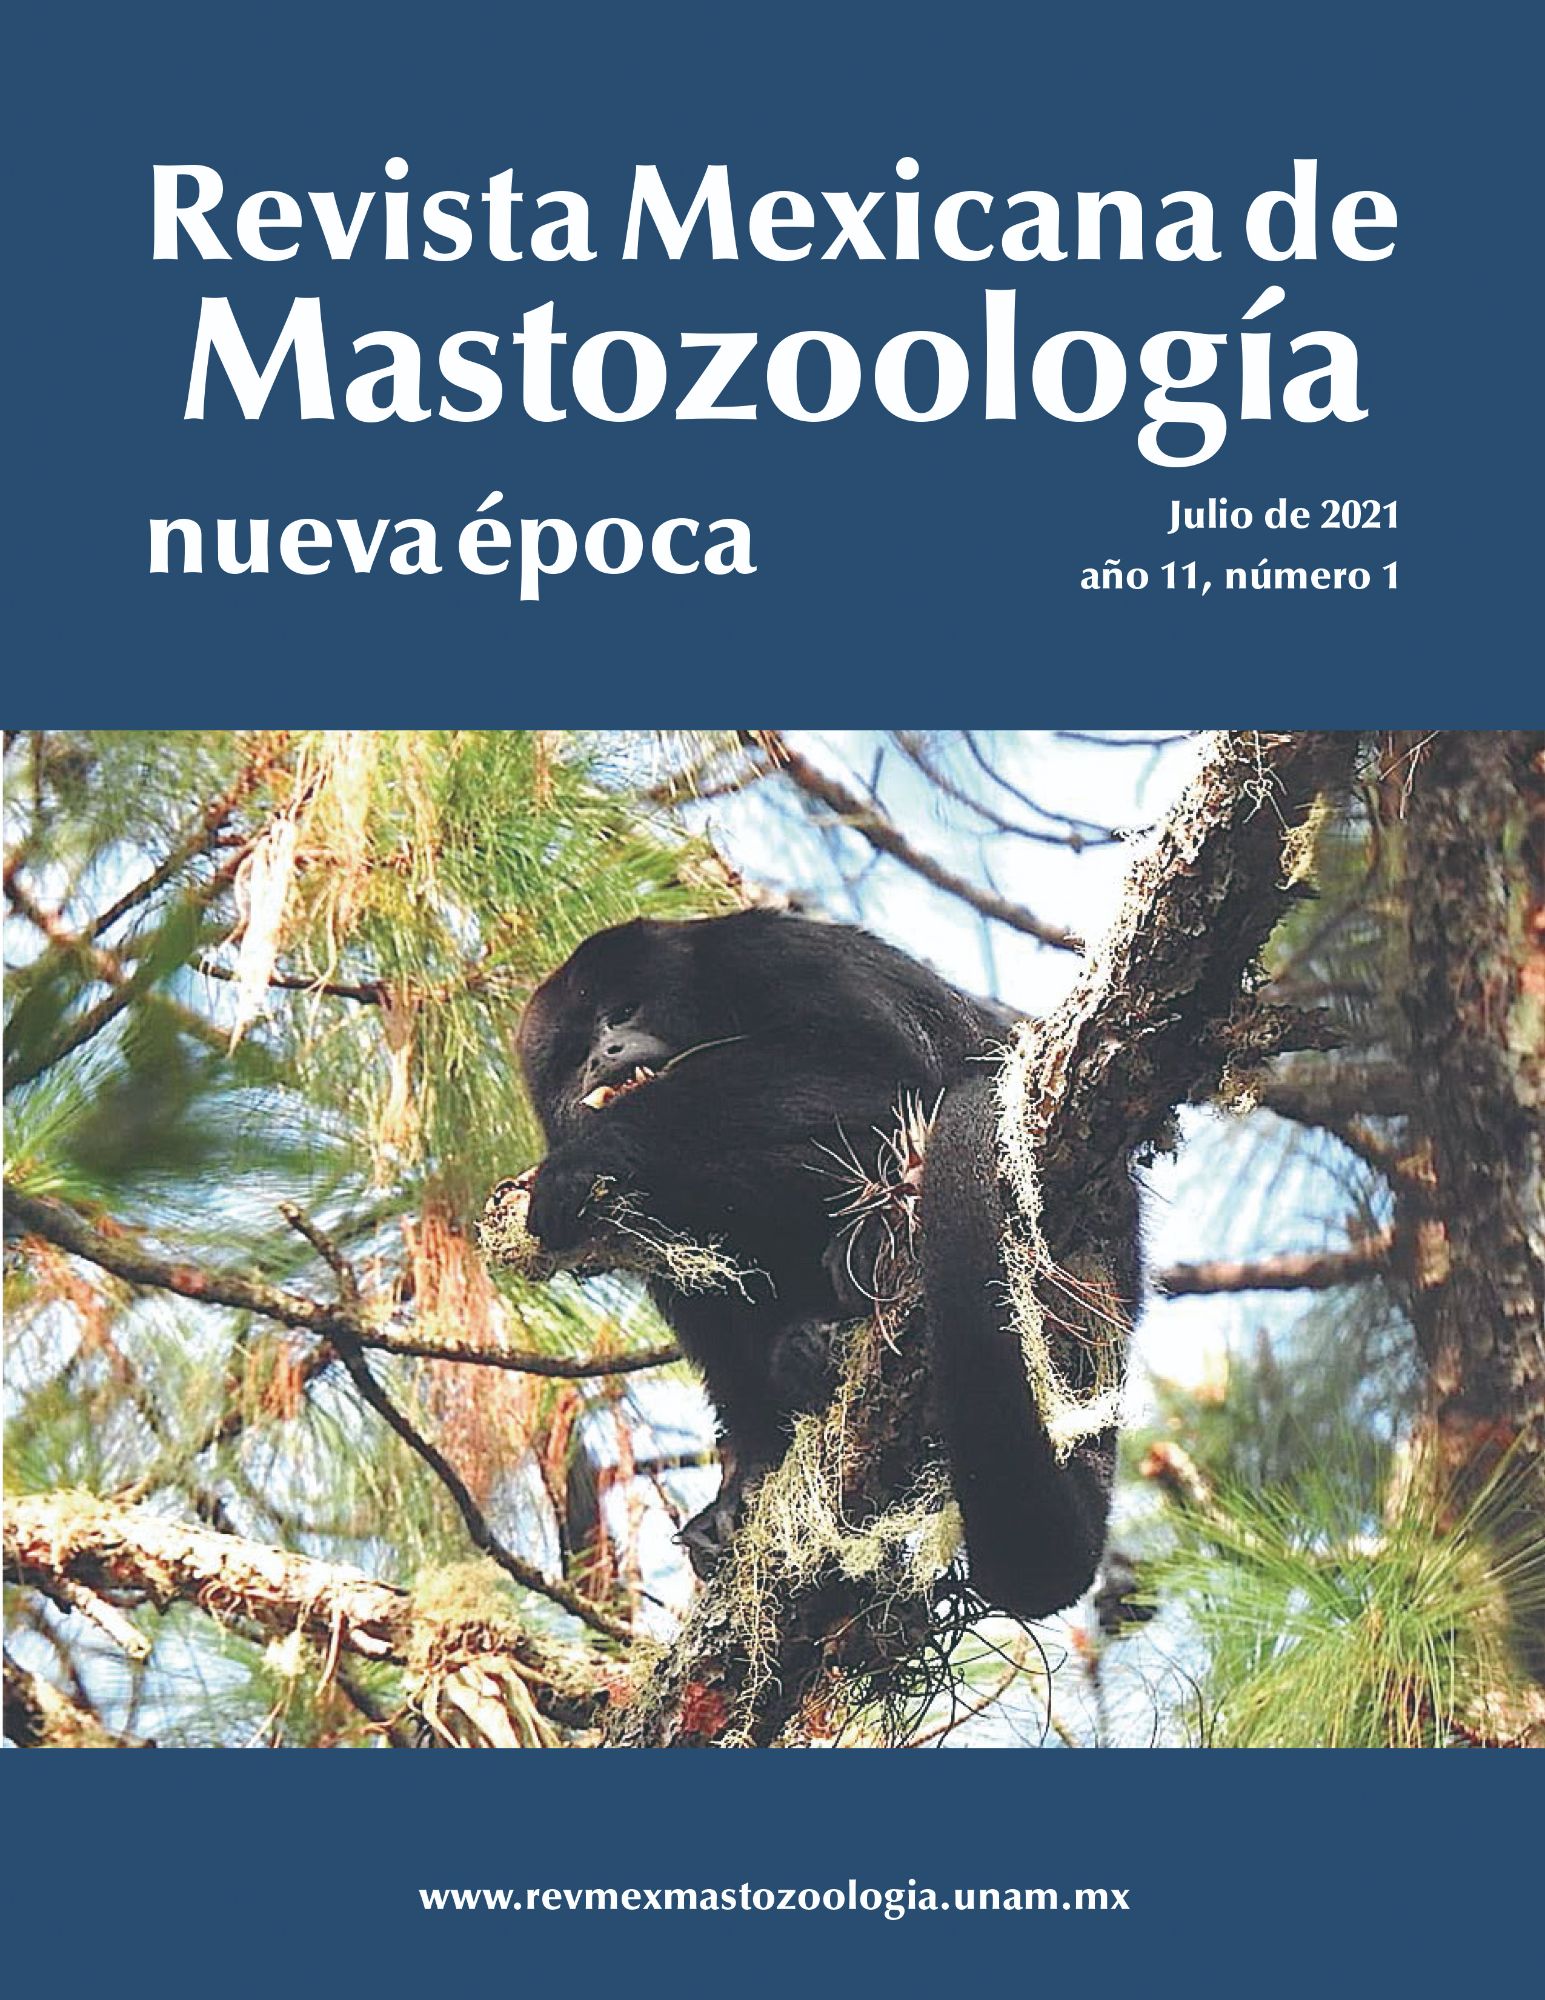 Revista Mexicana de
Mastozoología
nueva época
Julio de 2021
año 11, número 1
www.revmexmastozoologia.unam.mx